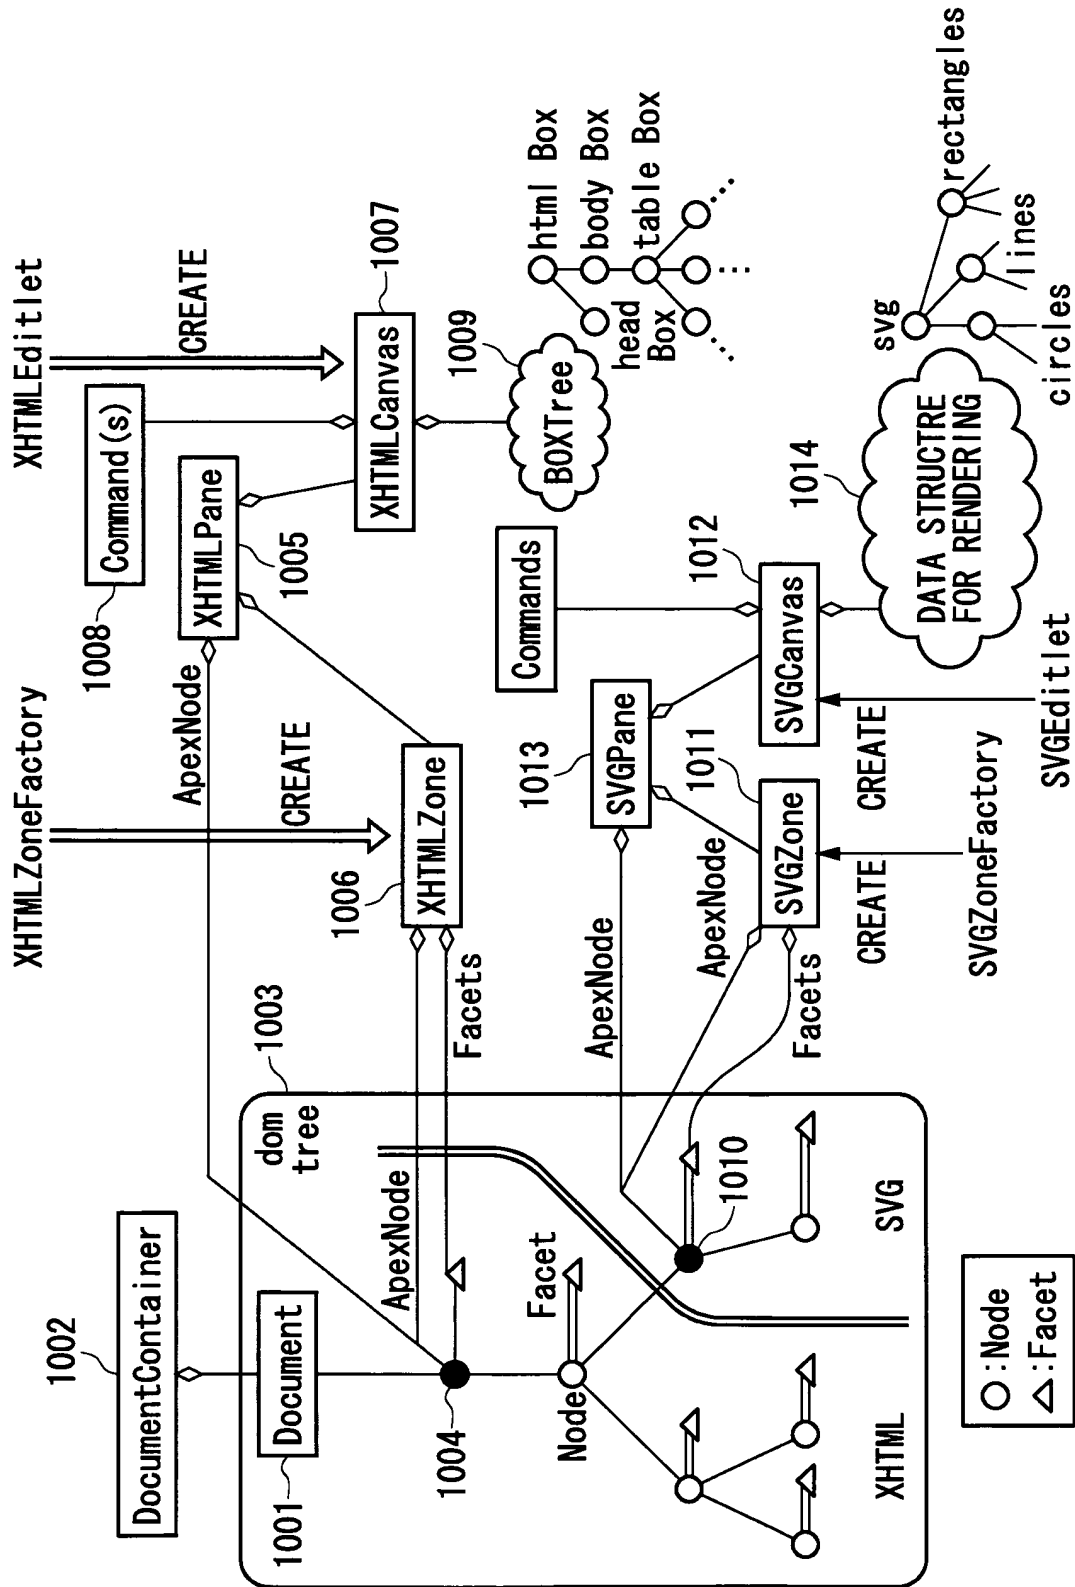 XHTMLZoneFactory
XHTMLEditlet
CREATE
CREATE
1002
DocumentContainer
1008
Command(s)
ApexNode
XHTMLPane
1005
1007
XHTMLCanvas
1006
XHTMLZone
1003
dom
tree
Document
1001
ApexNode
Facets
1004
1009
BOXTree
html Box
body Box
table Box
head
Box
Node
Facet
1010
XHTML
SVG
ApexNode
1013
SVGPane
Commands
ApexNode
Facets
1011
SVGZone
1012
SVGCanvas
1014
DATA STRUCTRE
FOR RENDERING
svg
rectangles
lines
circles
CREATE
SVGZoneFactory
CREATE
SVGEditlet
:Node
:Facet